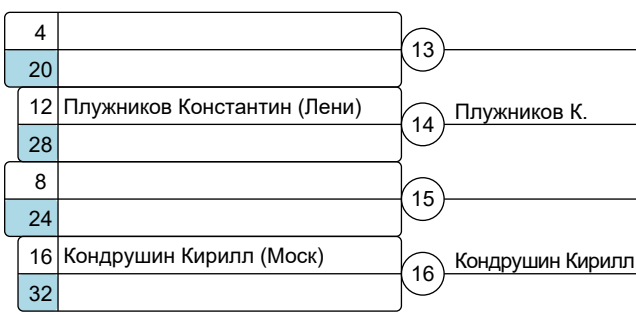 4
13
20
12 Плужников Константин (Лени)
14 Плужников К.
28
8
15
24
16 Кондрушин Кирилл (Моск)
16 Кондрушин Кирилл
32